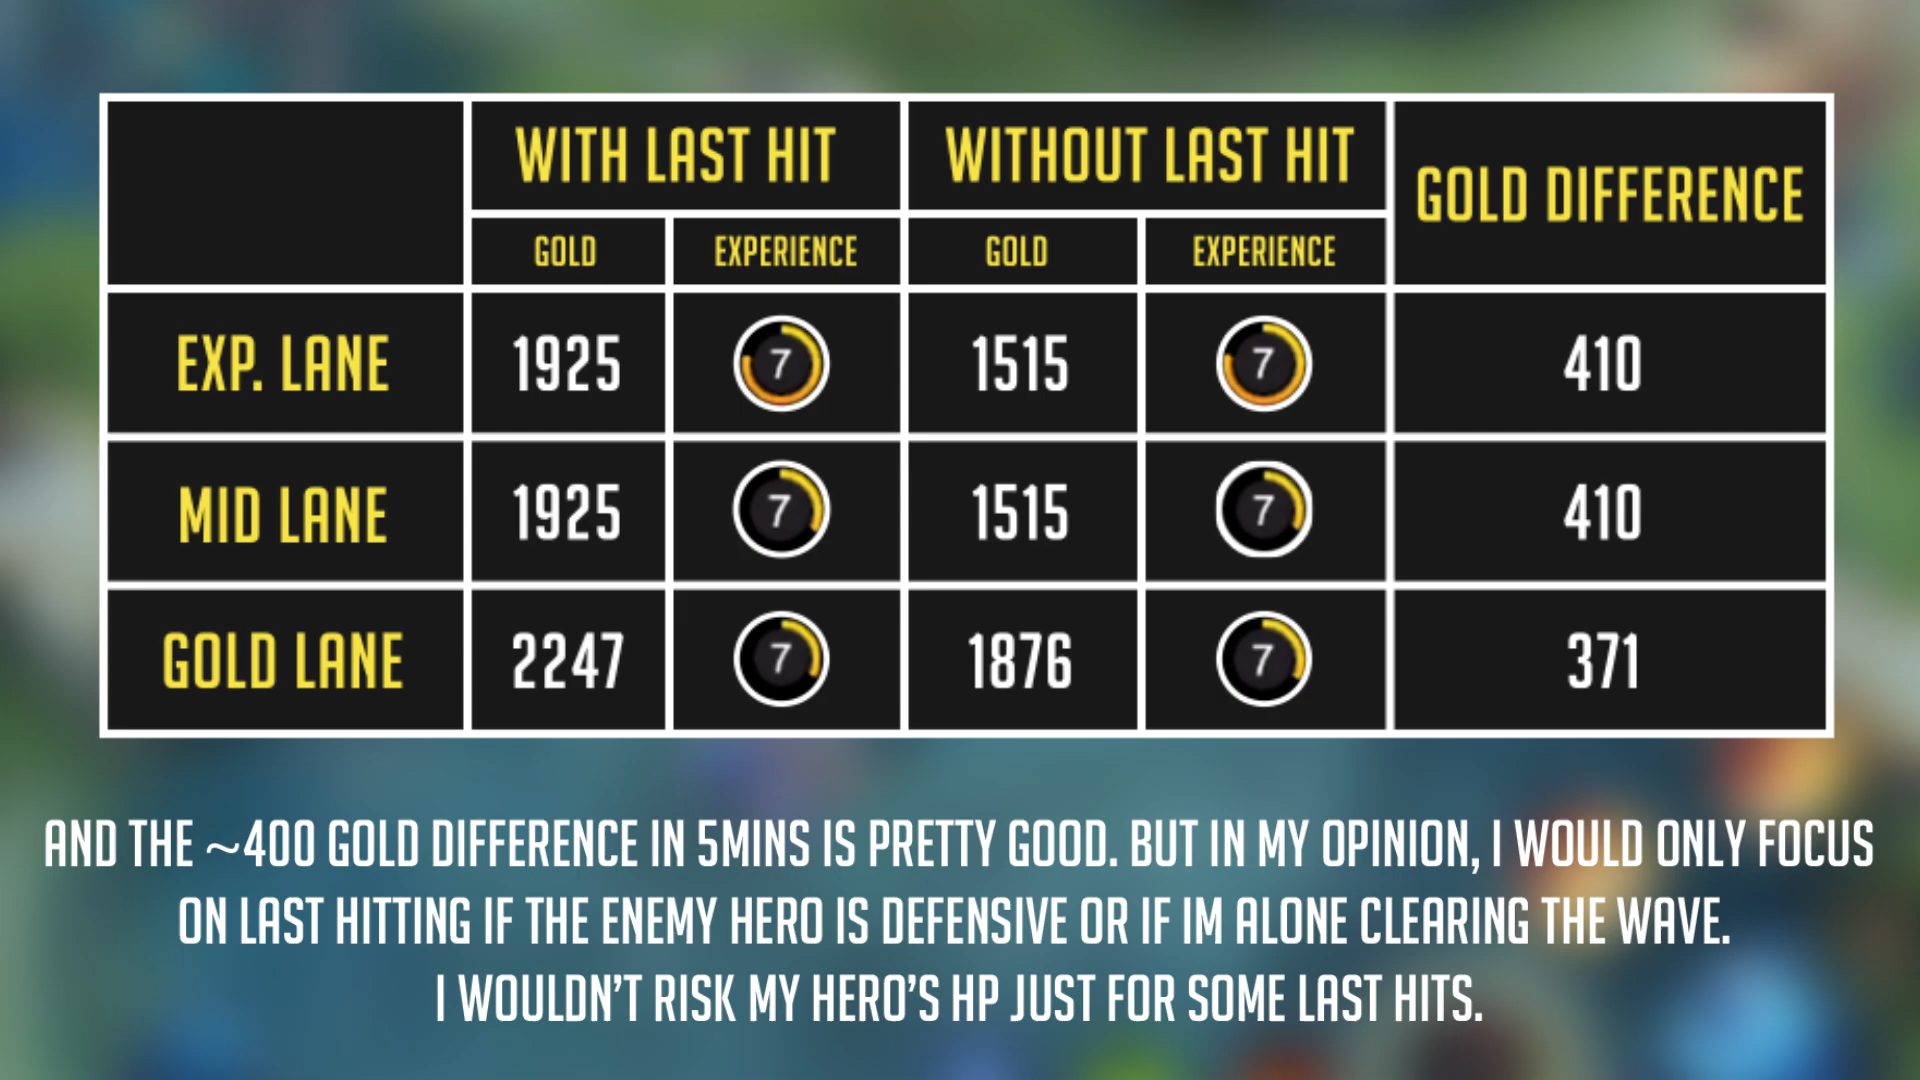 WITH LAST HIT WITHOUT LAST HIT GOLD DIFFERENCE
GOLD EXPERIENCE GOLD EXPERIENCE
EXP. LANE 1925 7 1515 7 410
MID LANE 1925 7 1515 7 410
GOLD LANE 2247 7 1876 7 371
AND THE ~400 GOLD DIFFERENCE IN 5MINS IS PRETTY GOOD. BUT IN MY OPINION, I WOULD ONLY FOCUS
ON LAST HITTING IF THE ENEMY HERO IS DEFENSIVE OR IF IM ALONE CLEARING THE WAVE.
I WOULDN'T RISK MY HERO'S HP JUST FOR SOME LAST HITS.